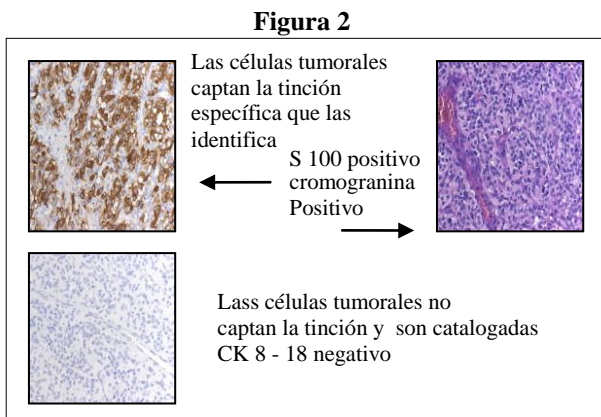 Figura 2
Las células tumorales
captan la tinción
específica que las
identifica
S 100 positivo
cromogranina
Positivo
Lass células tumorales no
captan la tinción y son catalogadas
CK 8 - 18 negativo